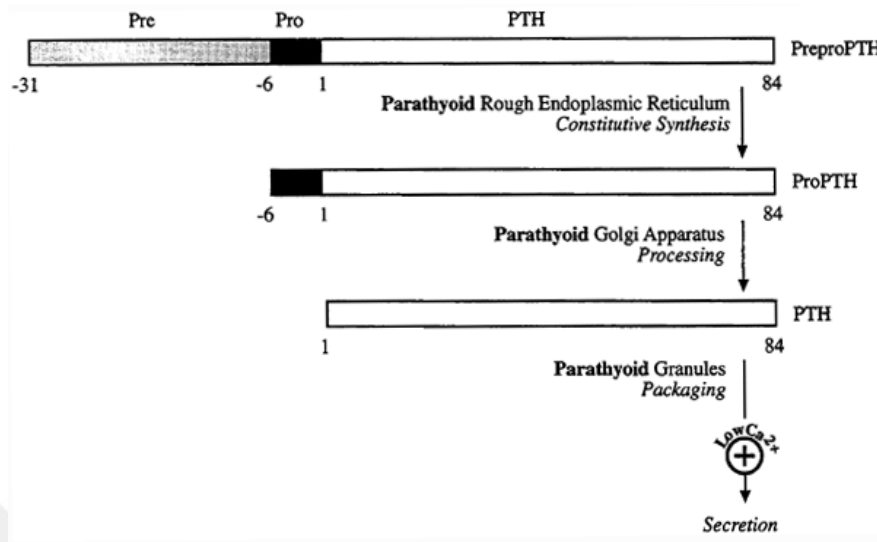 Pre Pro PTH
PreproPTH
-31 -6 1 84
Parathyoid Rough Endoplasmic Reticulum
Constitutive Synthesis
ProPTH
-6 1 84
Parathyoid Golgi Apparatus
Processing
PTH
1 84
Parathyoid Granules
Packaging
LowCa2+
+
Secretion